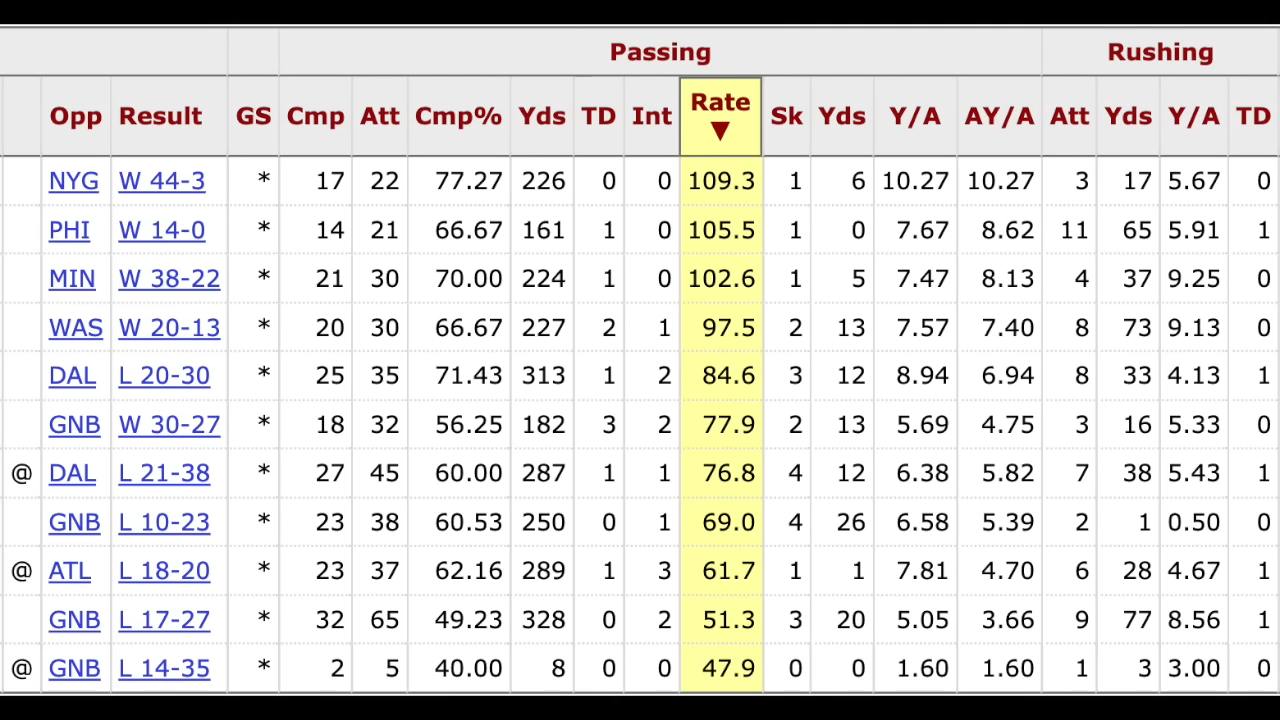 Passing Rushing
Opp Result GS Cmp Att Cmp% Yds TD Int Rate ▼ Sk Yds Y/A AY/A Att Yds Y/A TD
NYG W 44-3 * 17 22 77.27 226 0 0 109.3 1 6 10.27 10.27 3 17 5.67 0
PHI W 14-0 * 14 21 66.67 161 1 0 105.5 1 0 7.67 8.62 11 65 5.91 1
MIN W 38-22 * 21 30 70.00 224 1 0 102.6 1 5 7.47 8.13 4 37 9.25 0
WAS W 20-13 * 20 30 66.67 227 2 1 97.5 2 13 7.57 7.40 8 73 9.13 0
DAL L 20-30 * 25 35 71.43 313 1 2 84.6 3 12 8.94 6.94 8 33 4.13 1
GNB W 30-27 * 18 32 56.25 182 3 2 77.9 2 13 5.69 4.75 3 16 5.33 0
@ DAL L 21-38 * 27 45 60.00 287 1 1 76.8 4 12 6.38 5.82 7 38 5.43 1
GNB L 10-23 * 23 38 60.53 250 0 1 69.0 4 26 6.58 5.39 2 1 0.50 0
@ ATL L 18-20 * 23 37 62.16 289 1 3 61.7 1 1 7.81 4.70 6 28 4.67 1
GNB L 17-27 * 32 65 49.23 328 0 2 51.3 3 20 5.05 3.66 9 77 8.56 1
@ GNB L 14-35 * 2 5 40.00 8 0 0 47.9 0 0 1.60 1.60 1 3 3.00 0